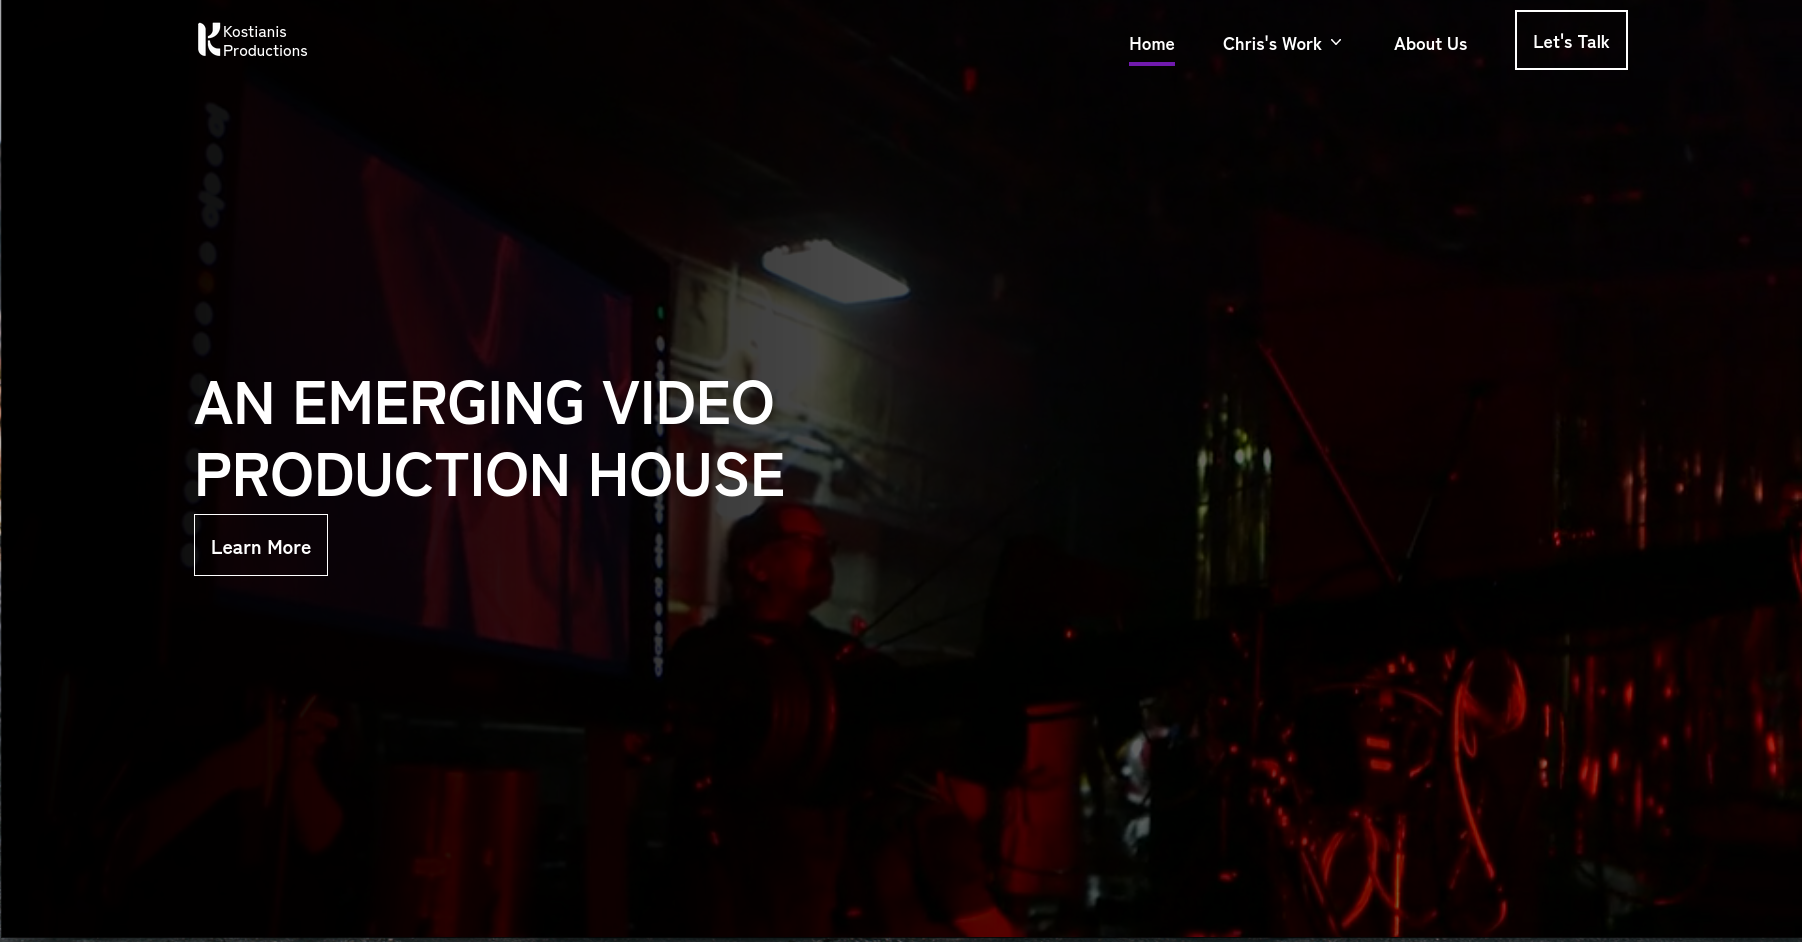 Kostianis
Productions
Home
Chris's Work
About Us
Let's Talk
AN EMERGING VIDEO
PRODUCTION HOUSE
Learn More